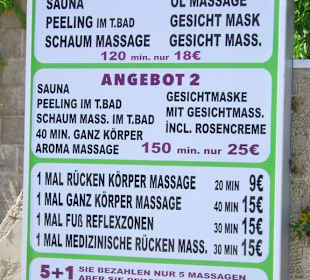 SAUNA ÖL MASSAGE
PEELING IM T.BAD GESICHT MASK
SCHAUM MASSAGE GESICHT MASS.
120 min. nur 18€
ANGEBOT 2
SAUNA
PEELING IM T.BAD
SCHAUM MASS. IM T.BAD
40 MIN. GANZ KÖRPER
AROMA MASSAGE
GESICHTMASKE
MIT GESICHTMASS.
İNCL. ROSENCREME
150 min. nur 25€
1 MAL RÜCKEN KÖRPER MASSAGE 20 MIN 9€
1 MAL GANZ KÖRPER MASSAGE 40 MIN 15€
1 MAL FUß REFLEXZONEN 30 MIN 15€
1 MAL MEDIZINISCHE RÜCKEN MASS. 30 MIN 15€
5+1 SIE BEZAHLEN NUR 5 MASSAGEN